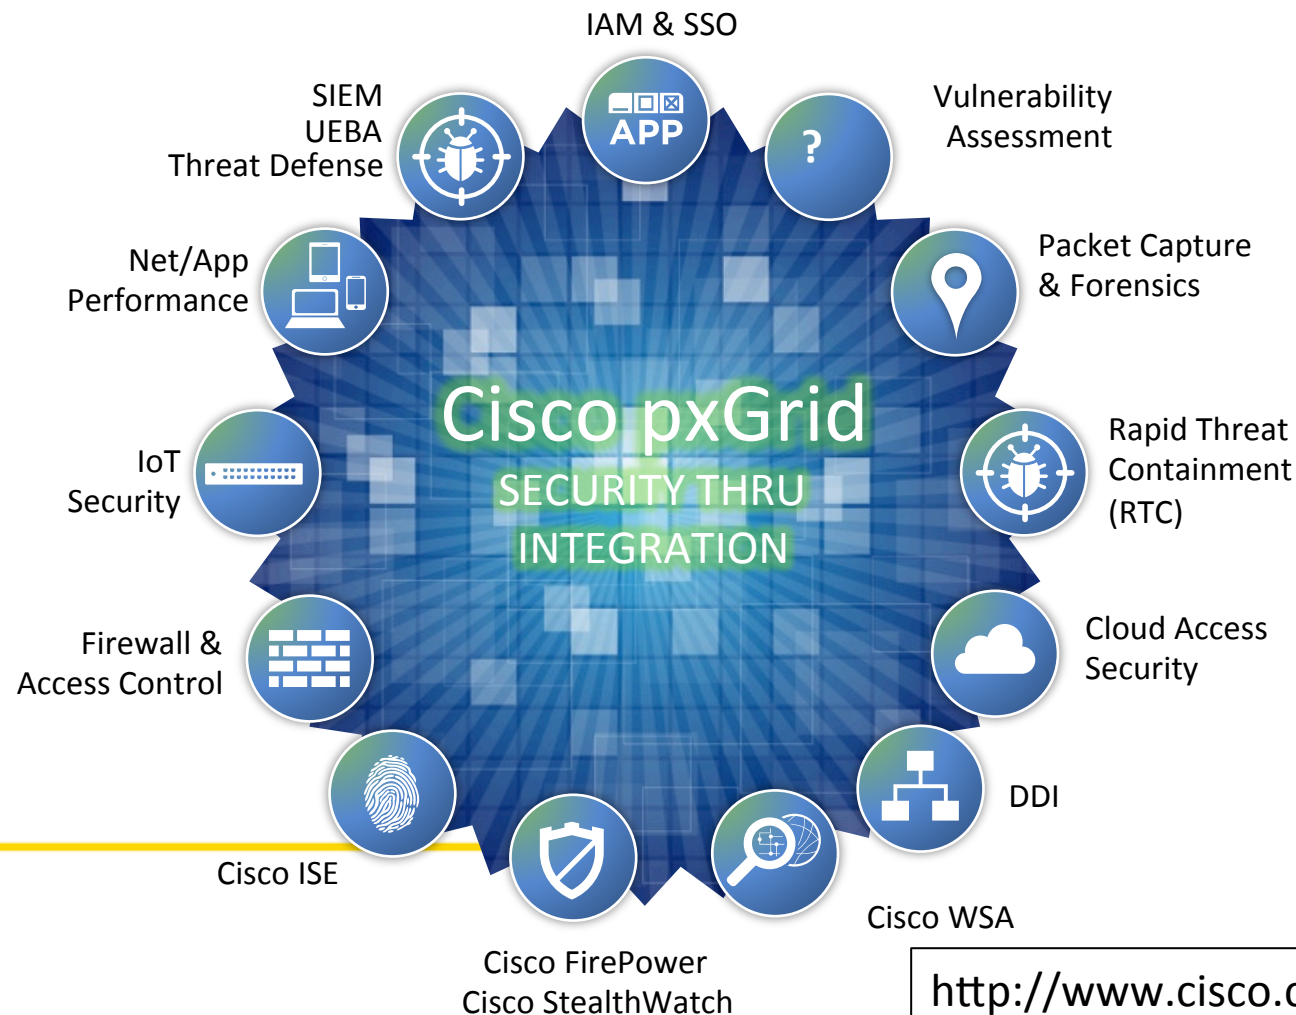 IAM & SSO
SIEM
UEBA
Threat Defense
APP
?
Vulnerability
Assessment
Net/App
Performance
Packet Capture
& Forensics
Cisco pxGrid
SECURITY THRU
INTEGRATION
IoT
Security
Rapid Threat
Containment
(RTC)
Firewall &
Access Control
Cloud Access
Security
DDI
Cisco ISE
Cisco WSA
Cisco FirePower
Cisco StealthWatch
http://www.cisco.c